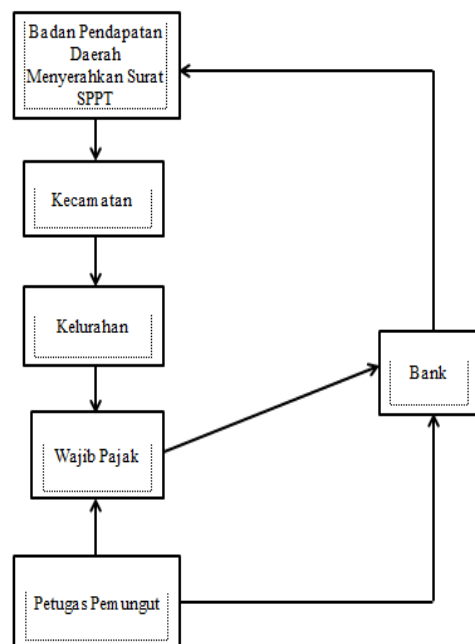 Badan Pendapatan
Daerah
Menyerahkan Surat
SPPT
Kecamatan
Kelurahan
Bank
Wajib Pajak
Petugas Pemungut